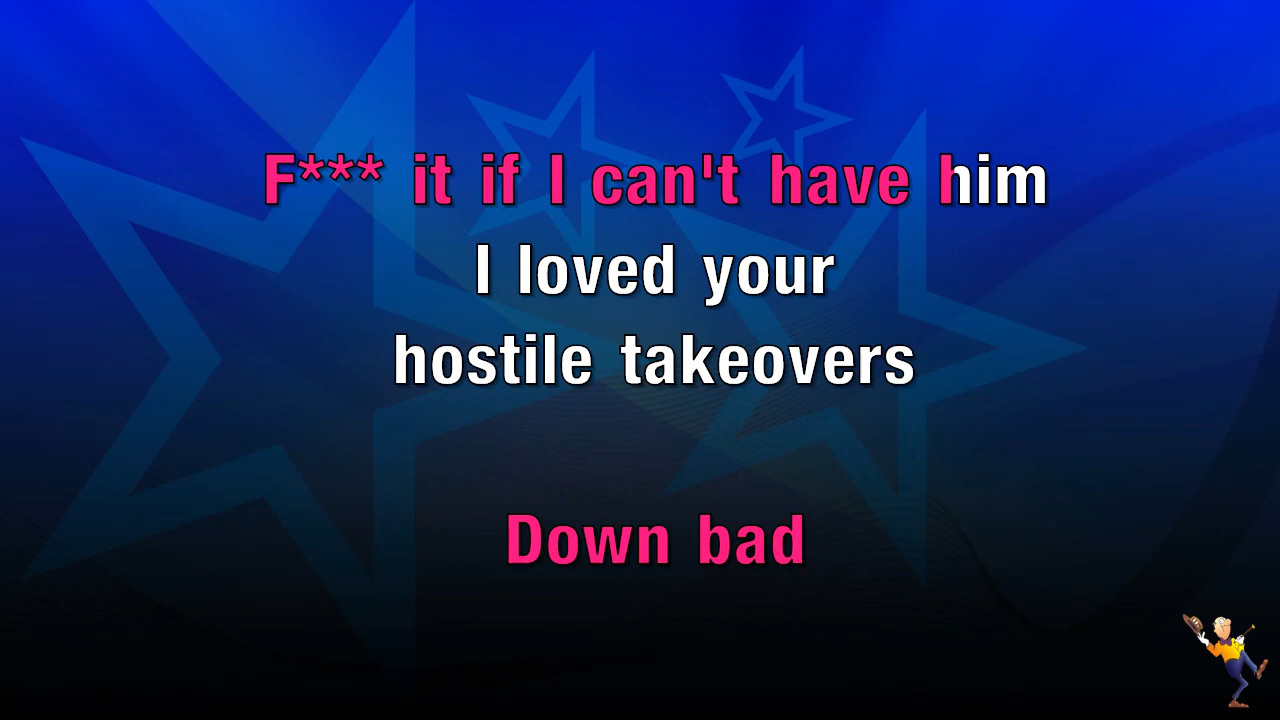 F*** it if I can't have him
I loved your
hostile takeovers
Down bad